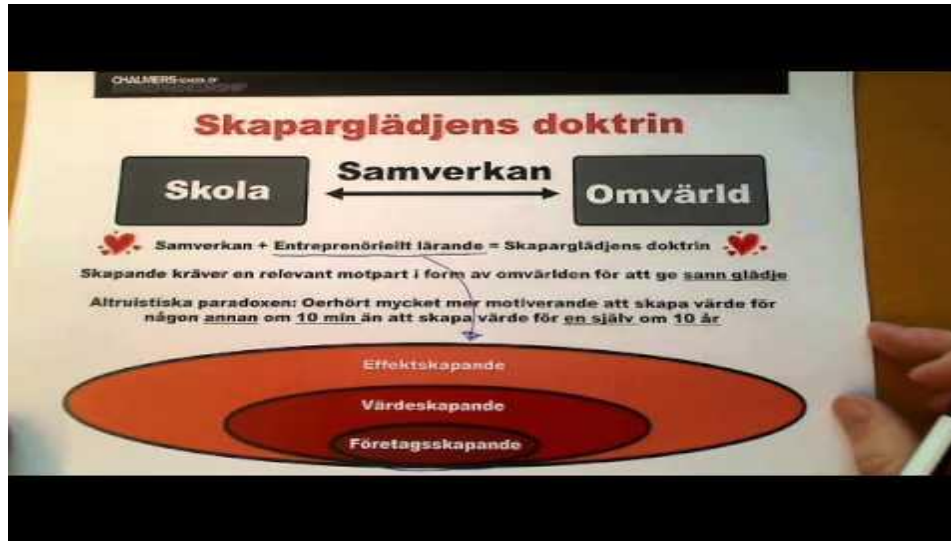 CHALMERS SCHOOL OF
Skaparglädjens doktrin
Skola
Samverkan
Omvärld
Samverkan + Entreprenöriellt lärande = Skaparglädjens doktrin
Skapande kräver en relevant motpart i form av omvärlden för att ge sann glädje
Altruistiska paradoxen: Oerhört mycket mer motiverande att skapa värde för
någon annan om 10 min än att skapa värde för en själv om 10 år
Effektskapande
Värdeskapande
Företagsskapande